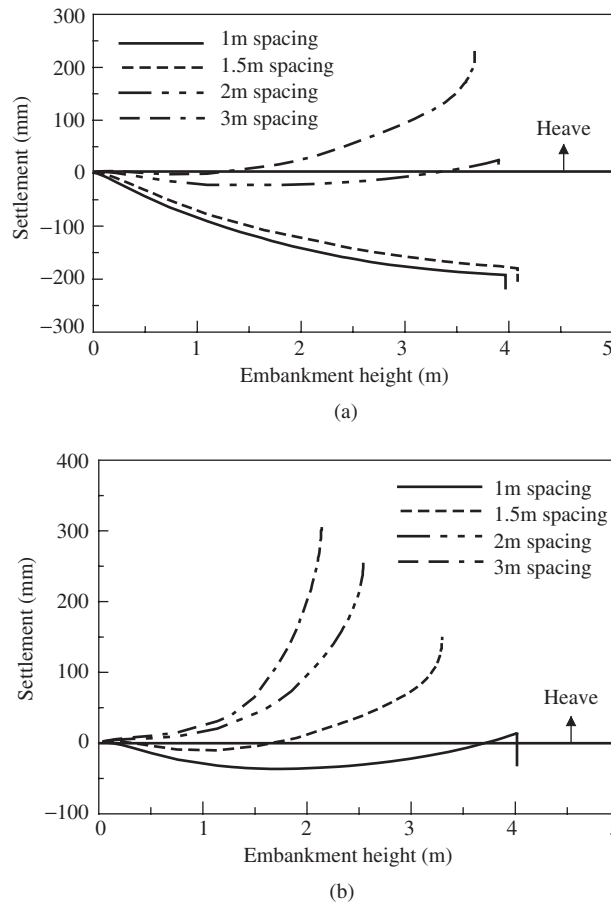 300
200
100
0
−100
−200
−300
Settlement (mm)
1m spacing
1.5m spacing
2m spacing
3m spacing
Heave
0 1 2 3 4 5
Embankment height (m)
(a)
400
300
200
100
0
−100
Settlement (mm)
1m spacing
1.5m spacing
2m spacing
3m spacing
Heave
0 1 2 3 4
Embankment height (m)
(b)